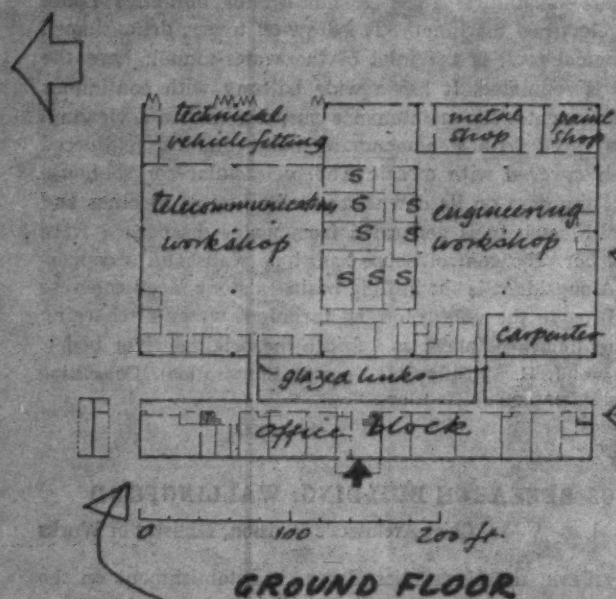 technical
vehicle fitting
metal
shop
paint
shop
S
telecommunications
workshop
S
S
engineering
workshop
S
S
S
S
S
carpenter
glazed links
office block
0 100 200 ft.
GROUND FLOOR